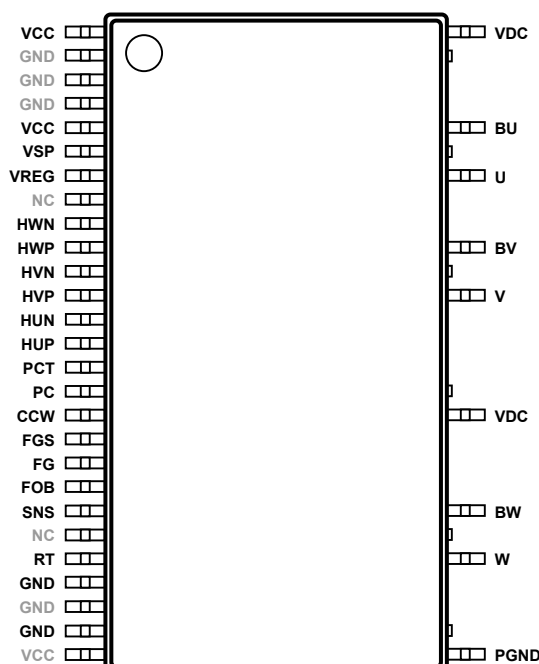 VCC
GND
GND
GND
VCC
VSP
VREG
NC
HWN
HWP
HVN
HVP
HUN
HUP
PCT
PC
CCW
FGS
FG
FOB
SNS
NC
RT
GND
GND
GND
VCC
VDC
BU
U
BV
V
VDC
BW
W
PGND